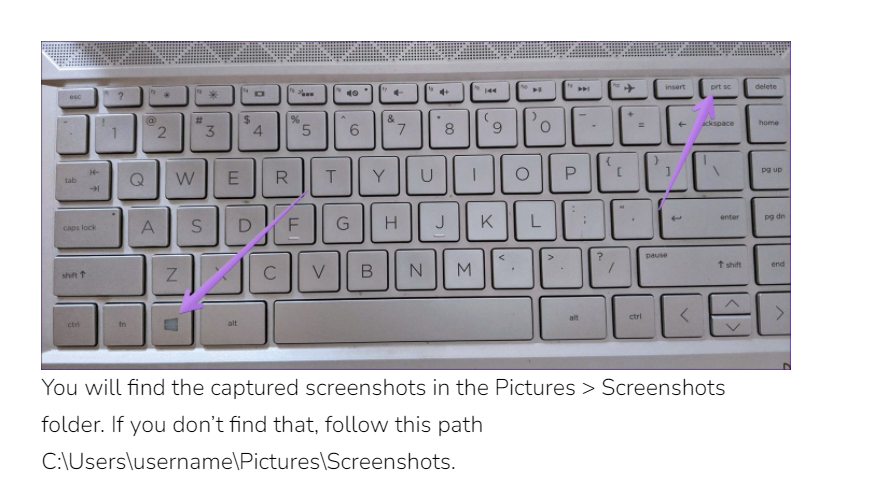 esc ? insert prt sc delete
! 1 @ 2 # 3 $ 4 % 5 ^ 6 & 7 * 8 ( 9 ) 0 - + = ckspace home
tab Q W E R T Y U I O P { [ } ] | \ pg up
caps lock A S D F G H J K L : ; enter pg dn
shift Z X C V B N M < , > . ? / pause shift end
ctrl fn alt alt ctrl
You will find the captured screenshots in the Pictures > Screenshots
folder. If you don’t find that, follow this path
C:\Users\username\Pictures\Screenshots.